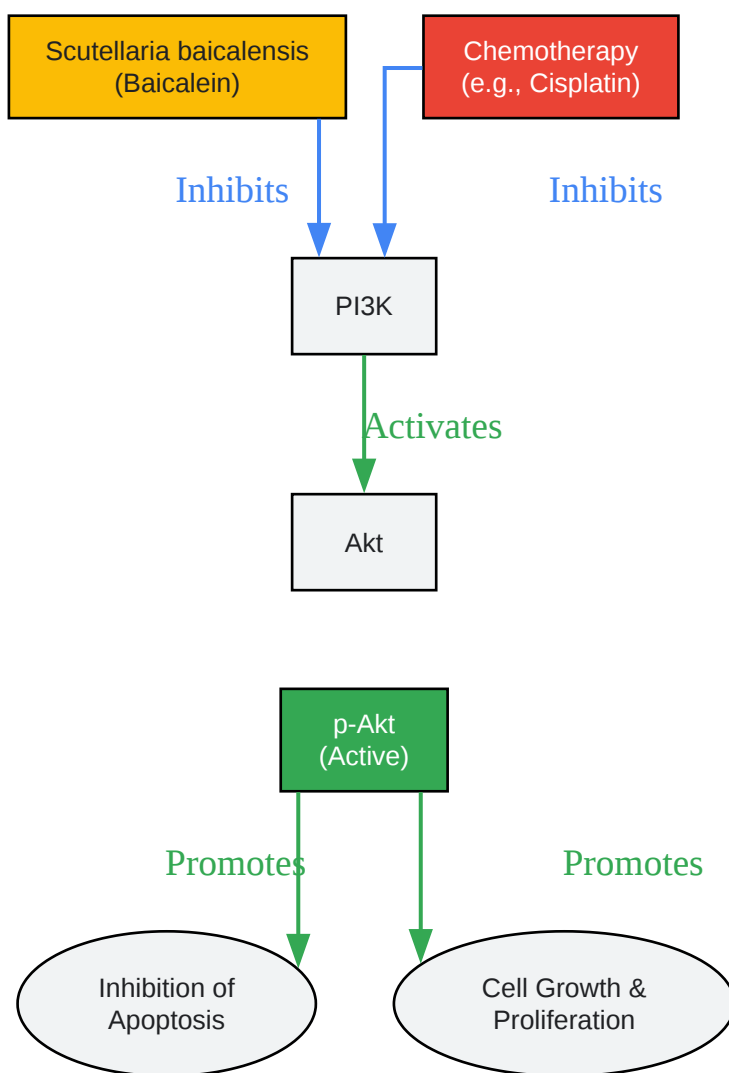 Scutellaria baicalensis
(Baicalein)
Chemotherapy
(e.g., Cisplatin)
Inhibits
Inhibits
PI3K
Activates
Akt
p-Akt
(Active)
Promotes
Promotes
Inhibition of
Apoptosis
Cell Growth &
Proliferation